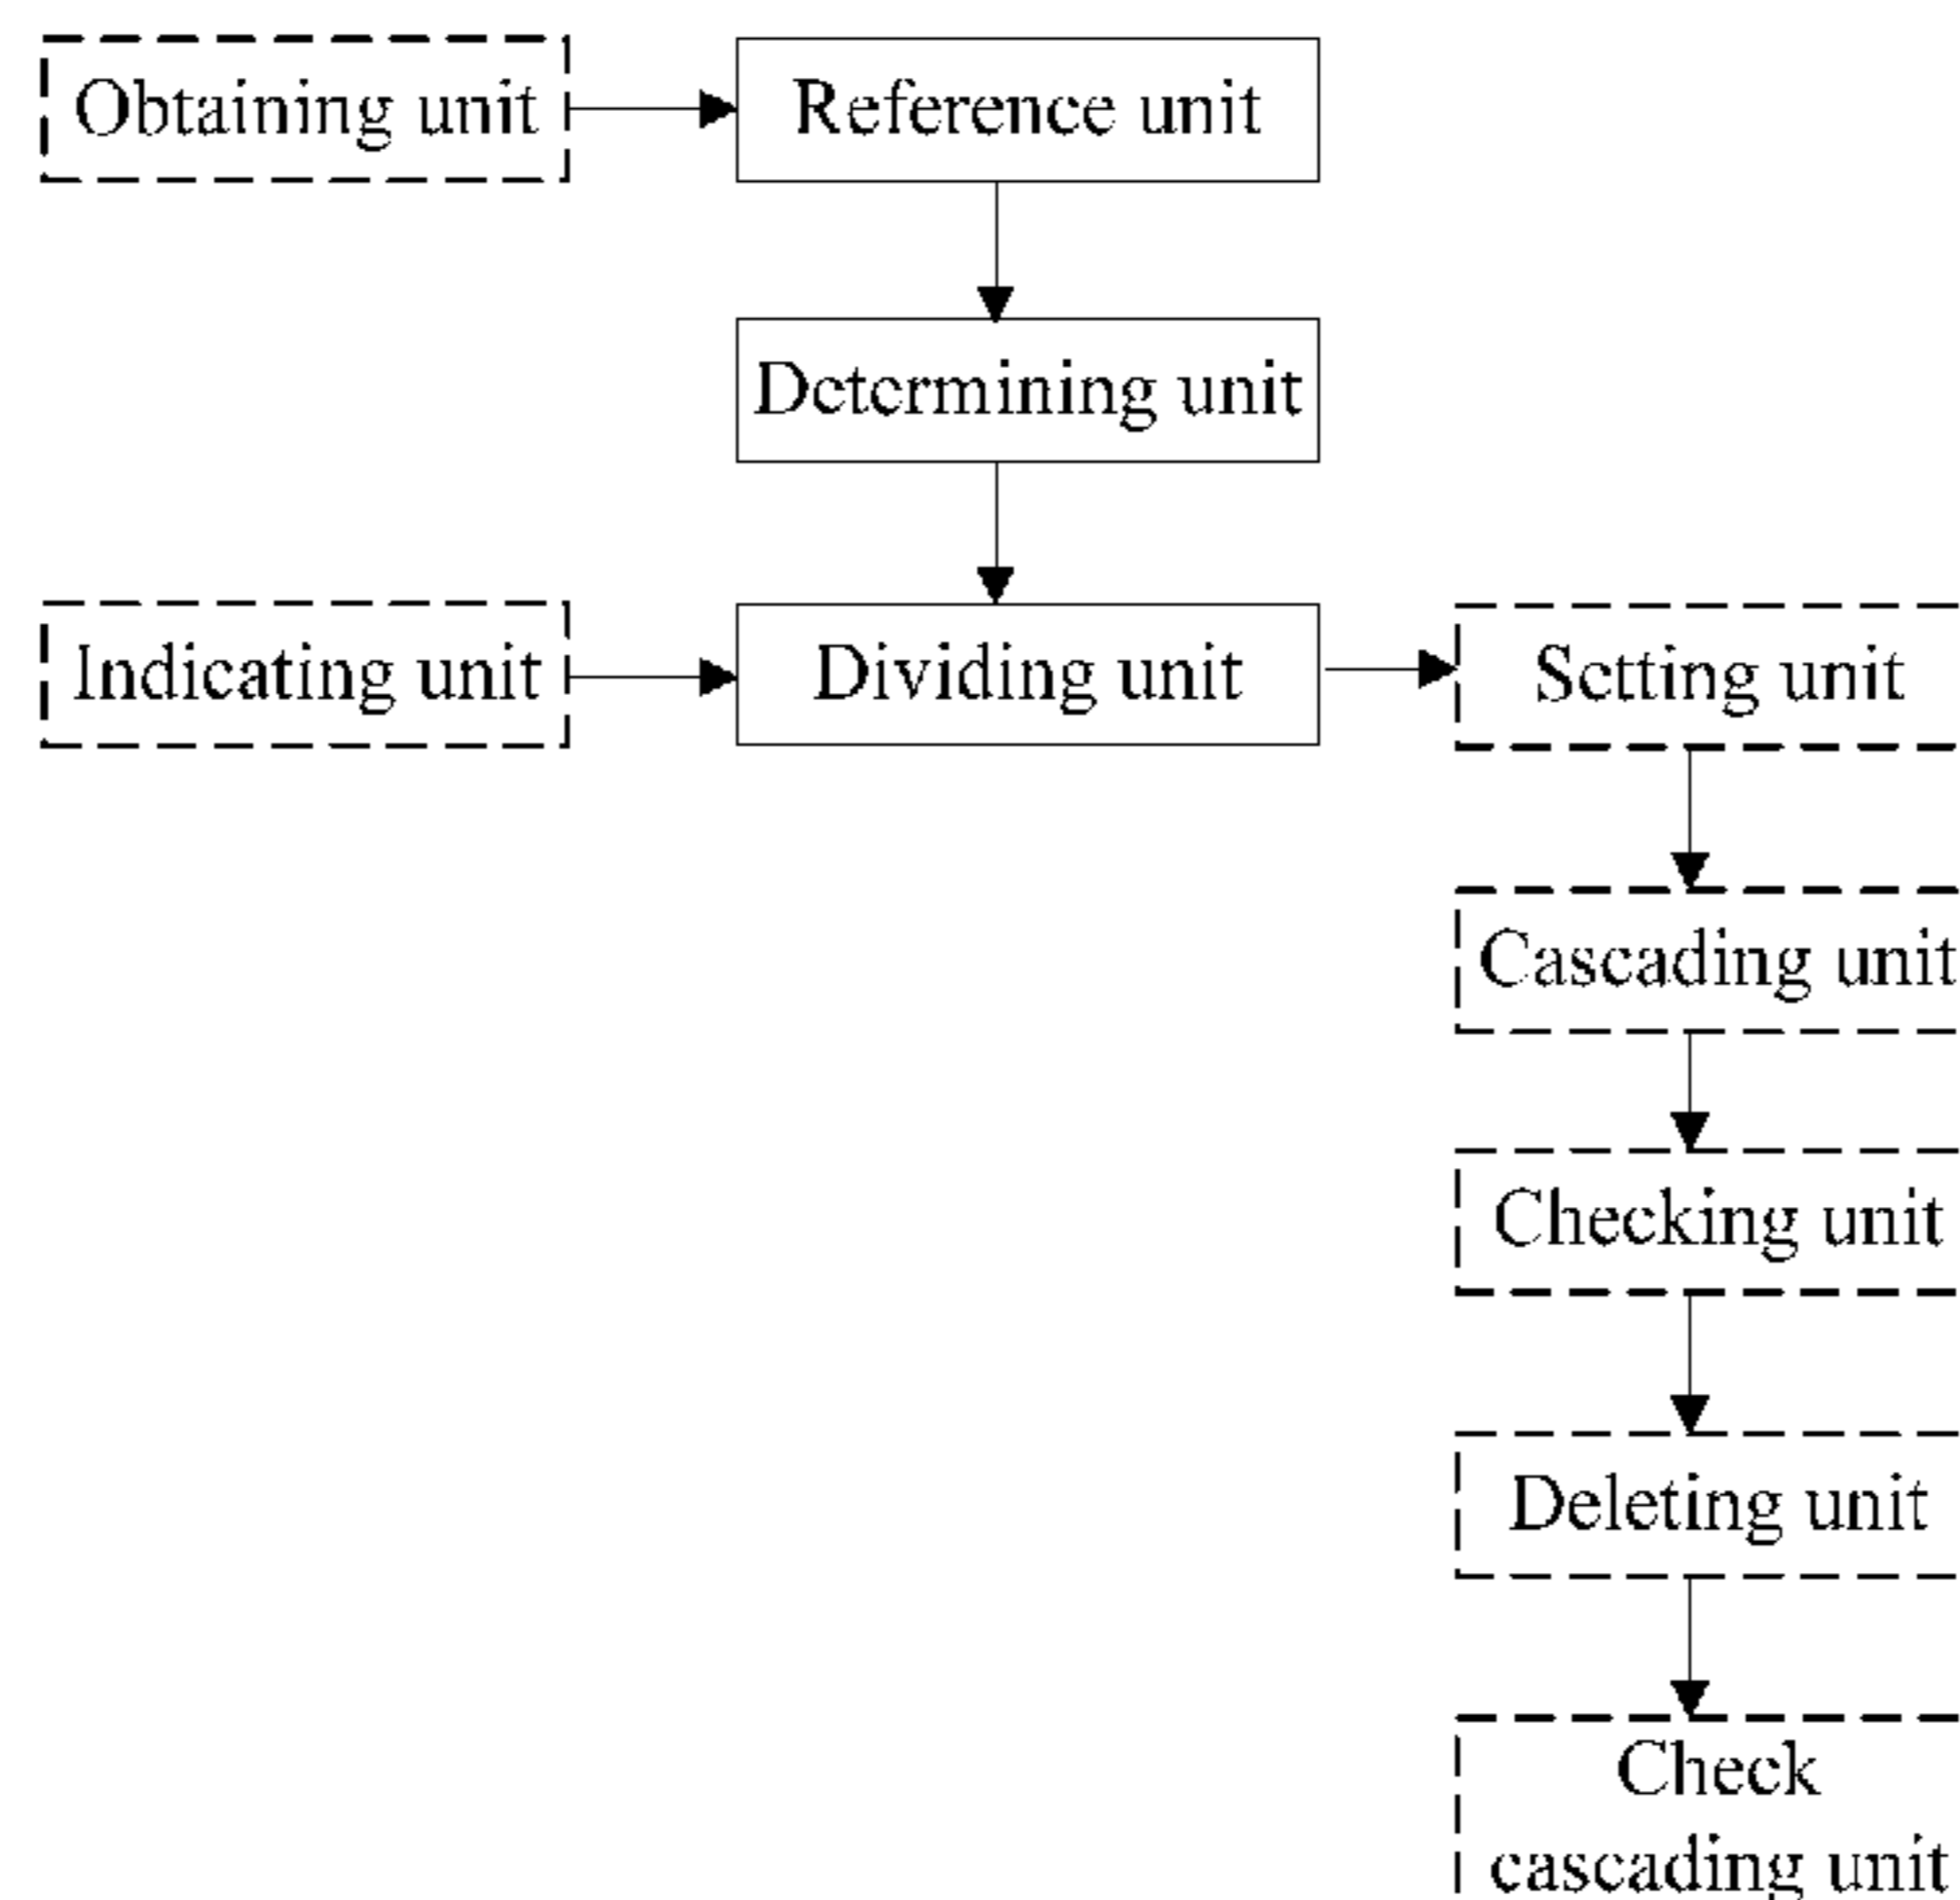 Obtaining unit
Reference unit
Determining unit
Indicating unit
Dividing unit
Setting unit
Cascading unit
Checking unit
Deleting unit
Check
cascading unit